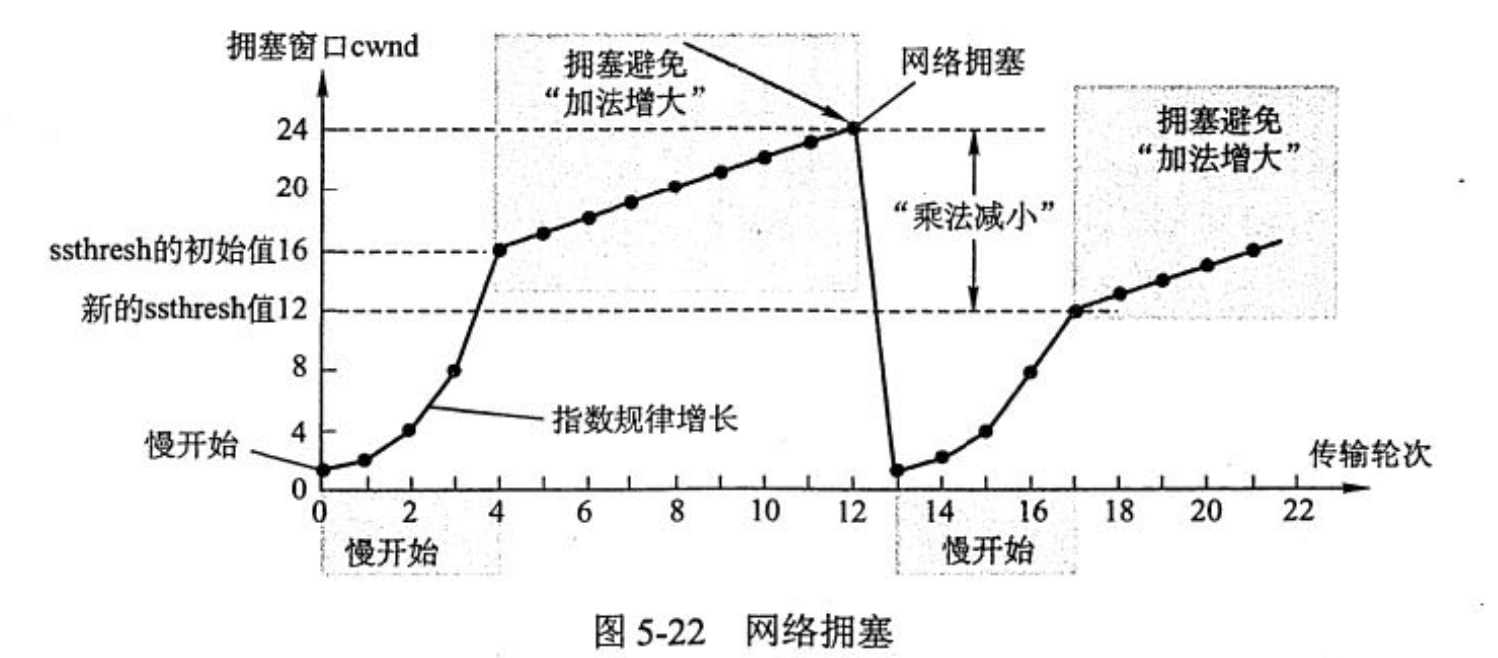 拥塞窗口cwnd
拥塞避免
“加法增大”
网络拥塞
拥塞避免
“加法增大”
24
20
“乘法减小”
ssthresh的初始值16
新的ssthresh值12
8
指数规律增长
4
慢开始
传输轮次
0
0 2 4 6 8 10 12 14 16 18 20 22
慢开始
慢开始
图 5-22 网络拥塞